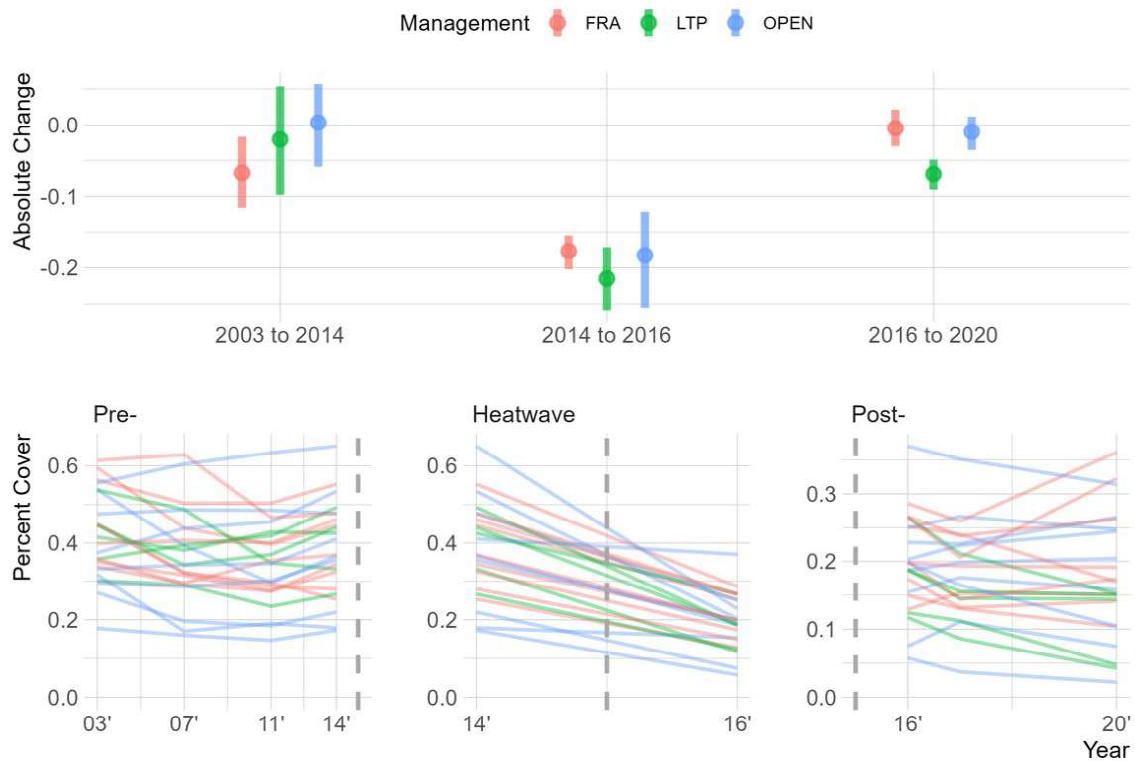 Management FRA LTP OPEN
Absolute Change
0.0
-0.1
-0.2
2003 to 2014 2014 to 2016 2016 to 2020
Pre- Heatwave Post-
Percent Cover
0.6 0.6
0.3
0.4 0.4
0.2
0.2 0.2
0.1
0.0 0.0 0.0
03' 07' 11' 14' 14' 16' 16' 20'
Year